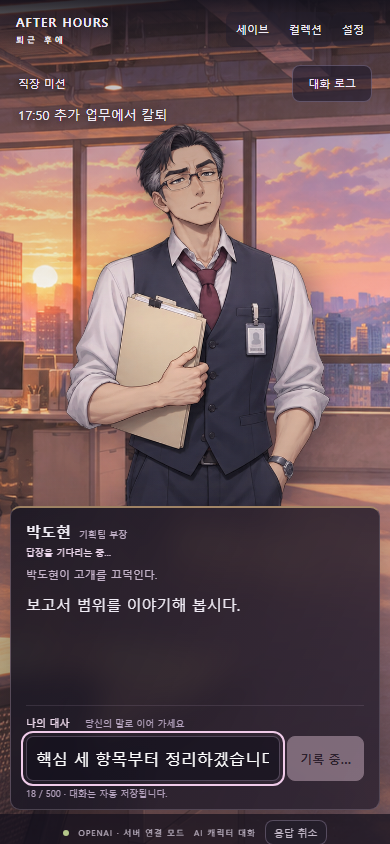 AFTER HOURS
퇴근 후에
세이브 컬렉션 설정
직장 미션
대화 로그
17:50 추가 업무에서 칼퇴
박도현 기획팀 부장
답장을 기다리는 중…
박도현이 고개를 끄덕인다.
보고서 범위를 이야기해 봅시다.
나의 대사 당신의 말로 이어 가세요
핵심 세 항목부터 정리하겠습니
기록 중…
18 / 500 · 대화는 자동 저장됩니다.
OPENAI · 서버 연결 모드 AI 캐릭터 대화 응답 취소